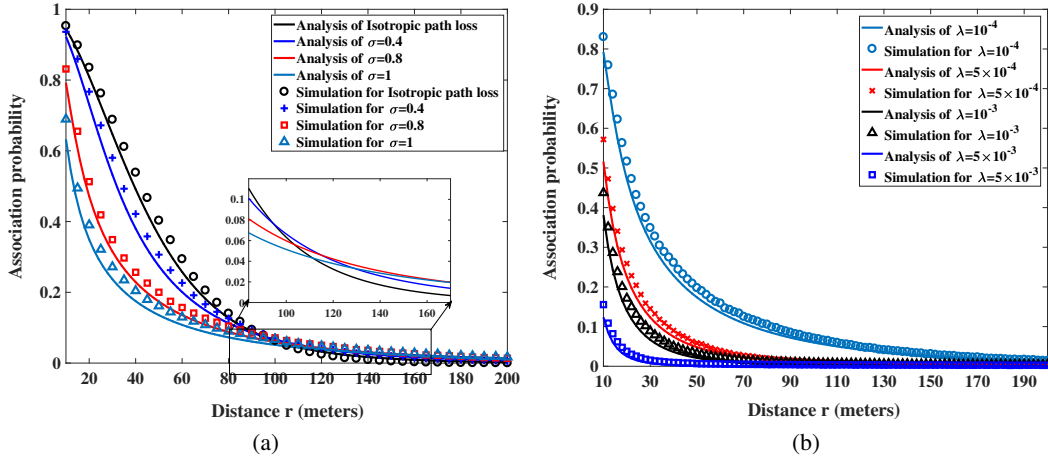 1
0.8
0.6
0.4
0.2
0
Association probability
20 40 60 80 100 120 140 160 180 200
Distance r (meters)
Analysis of Isotropic path loss
Analysis of σ=0.4
Analysis of σ=0.8
Analysis of σ=1
Simulation for Isotropic path loss
Simulation for σ=0.4
Simulation for σ=0.8
Simulation for σ=1
0.1
0.08
0.06
0.04
0.02
0
100 120 140 160
(a)
0.9
0.8
0.7
0.6
0.5
0.4
0.3
0.2
0.1
0
Association probability
10 30 50 70 90 110 130 150 170 190
Distance r (meters)
Analysis of λ=10⁻⁴
Simulation for λ=10⁻⁴
Analysis of λ=5×10⁻⁴
Simulation for λ=5×10⁻⁴
Analysis of λ=10⁻³
Simulation for λ=10⁻³
Analysis of λ=5×10⁻³
Simulation for λ=5×10⁻³
(b)